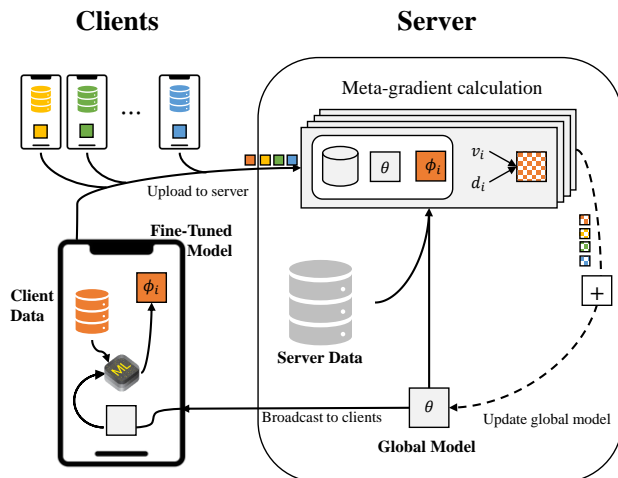 Clients
Server
Meta-gradient calculation
...
θ
ϕᵢ
vᵢ
dᵢ
Upload to server
Fine-Tuned
Model
Client
Data
ϕᵢ
ML
Server Data
+
θ
Broadcast to clients
Update global model
Global Model